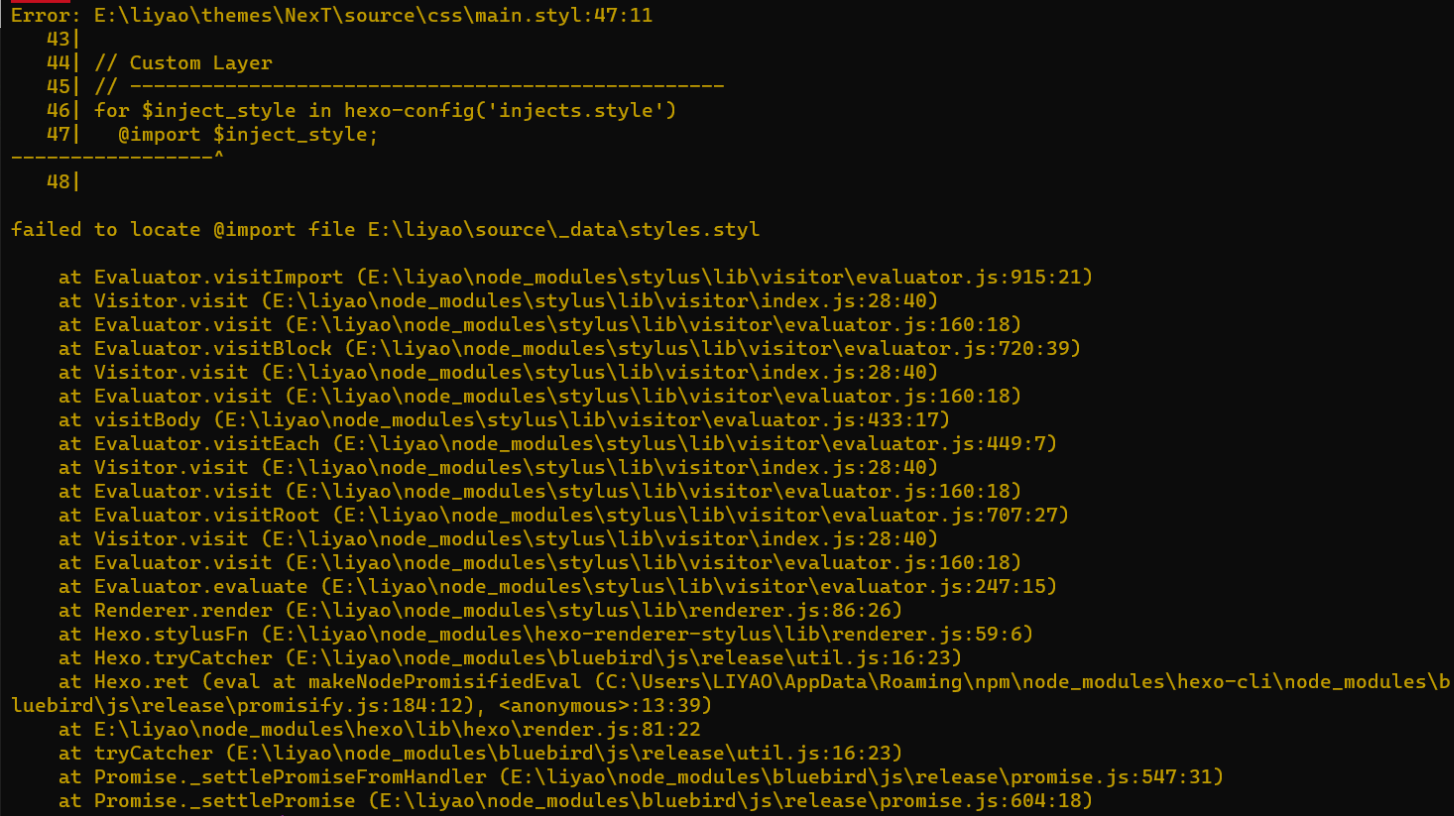 Error: E:\liyao\themes\NexT\source\css\main.styl:47:11
   43|
   44| // Custom Layer
   45| // --------------------------------------------------
   46| for $inject_style in hexo-config('injects.style')
   47|   @import $inject_style;
-----------------^
   48|

failed to locate @import file E:\liyao\source\_data\styles.styl

    at Evaluator.visitImport (E:\liyao\node_modules\stylus\lib\visitor\evaluator.js:915:21)
    at Visitor.visit (E:\liyao\node_modules\stylus\lib\visitor\index.js:28:40)
    at Evaluator.visit (E:\liyao\node_modules\stylus\lib\visitor\evaluator.js:160:18)
    at Evaluator.visitBlock (E:\liyao\node_modules\stylus\lib\visitor\evaluator.js:720:39)
    at Visitor.visit (E:\liyao\node_modules\stylus\lib\visitor\index.js:28:40)
    at Evaluator.visit (E:\liyao\node_modules\stylus\lib\visitor\evaluator.js:160:18)
    at visitBody (E:\liyao\node_modules\stylus\lib\visitor\evaluator.js:433:17)
    at Evaluator.visitEach (E:\liyao\node_modules\stylus\lib\visitor\evaluator.js:449:7)
    at Visitor.visit (E:\liyao\node_modules\stylus\lib\visitor\index.js:28:40)
    at Evaluator.visit (E:\liyao\node_modules\stylus\lib\visitor\evaluator.js:160:18)
    at Evaluator.visitRoot (E:\liyao\node_modules\stylus\lib\visitor\evaluator.js:707:27)
    at Visitor.visit (E:\liyao\node_modules\stylus\lib\visitor\index.js:28:40)
    at Evaluator.visit (E:\liyao\node_modules\stylus\lib\visitor\evaluator.js:160:18)
    at Evaluator.evaluate (E:\liyao\node_modules\stylus\lib\visitor\evaluator.js:247:15)
    at Renderer.render (E:\liyao\node_modules\stylus\lib\renderer.js:86:26)
    at Hexo.stylusFn (E:\liyao\node_modules\hexo-renderer-stylus\lib\renderer.js:59:6)
    at Hexo.tryCatcher (E:\liyao\node_modules\bluebird\js\release\util.js:16:23)
    at Hexo.ret (eval at makeNodePromisifiedEval (C:\Users\LIYAO\AppData\Roaming\npm\node_modules\hexo-cli\node_modules\b
luebird\js\release\promisify.js:184:12), <anonymous>:13:39)
    at E:\liyao\node_modules\hexo\lib\hexo\render.js:81:22
    at tryCatcher (E:\liyao\node_modules\bluebird\js\release\util.js:16:23)
    at Promise._settlePromiseFromHandler (E:\liyao\node_modules\bluebird\js\release\promise.js:547:31)
    at Promise._settlePromise (E:\liyao\node_modules\bluebird\js\release\promise.js:604:18)